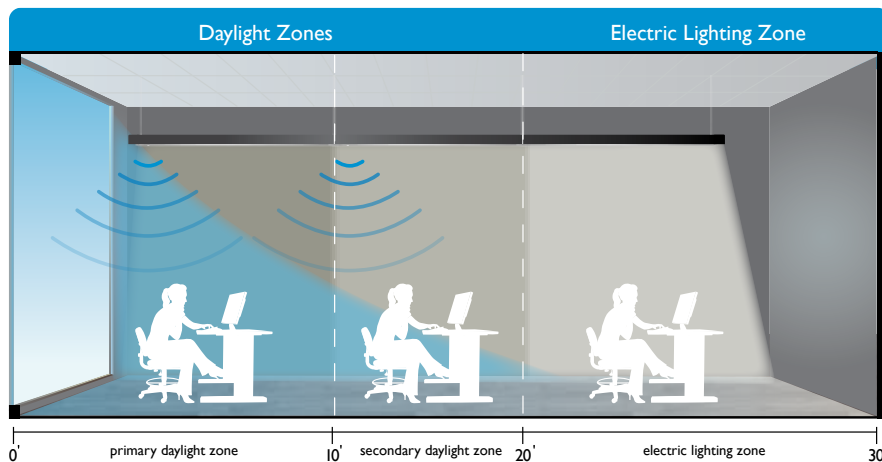 Daylight Zones
Electric Lighting Zone
0'
primary daylight zone
10'
secondary daylight zone
20'
electric lighting zone
30